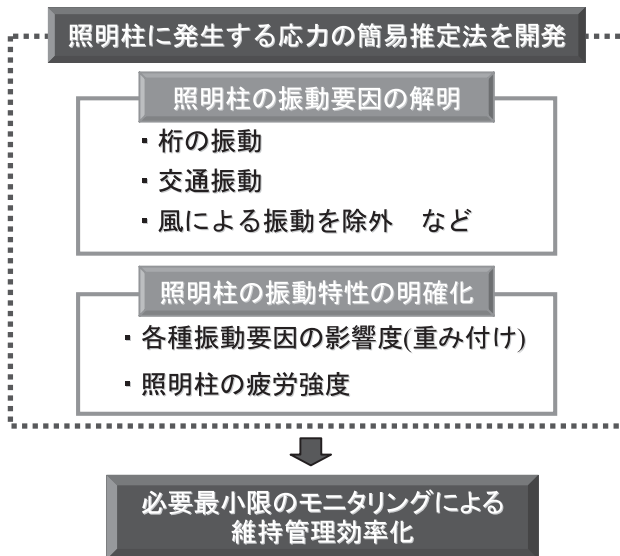 照明柱に発生する応力の簡易推定法を開発
照明柱の振動要因の解明
・桁の振動
・交通振動
・風による振動を除外　など
照明柱の振動特性の明確化
・各種振動要因の影響度(重み付け)
・照明柱の疲労強度
必要最小限のモニタリングによる
維持管理効率化